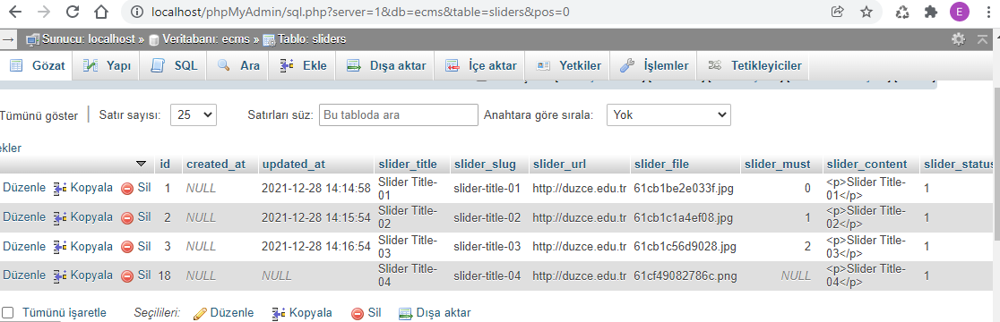 localhost/phpMyAdmin/sql.php?server=1&db=ecms&table=sliders&pos=0
E
Sunucu: localhost » Veritabanı: ecms » Tablo: sliders
Gözat Yapı SQL Ara Ekle Dışa aktar İçe aktar Yetkiler İşlemler Tetikleyiciler
Tümünü göster | Satır sayısı: 25 Satırları süz: Bu tabloda ara Anahtara göre sırala: Yok
ekler
id created_at updated_at slider_title slider_slug slider_url slider_file slider_must slider_content slider_status
Düzenle Kopyala Sil 1 NULL 2021-12-28 14:14:58 Slider Title-01 slider-title-01 http://duzce.edu.tr 61cb1be2e033f.jpg 0 <p>Slider Title-01</p> 1
Düzenle Kopyala Sil 2 NULL 2021-12-28 14:15:54 Slider Title-02 slider-title-02 http://duzce.edu.tr 61cb1c1a4ef08.jpg 1 <p>Slider Title-02</p> 1
Düzenle Kopyala Sil 3 NULL 2021-12-28 14:16:54 Slider Title-03 slider-title-03 http://duzce.edu.tr 61cb1c56d9028.jpg 2 <p>Slider Title-03</p> 1
Düzenle Kopyala Sil 18 NULL NULL Slider Title-04 slider-title-04 http://duzce.edu.tr 61cf49082786c.png NULL <p>Slider Title-04</p> 1
Tümünü işaretle Seçilileri: Düzenle Kopyala Sil Dışa aktar